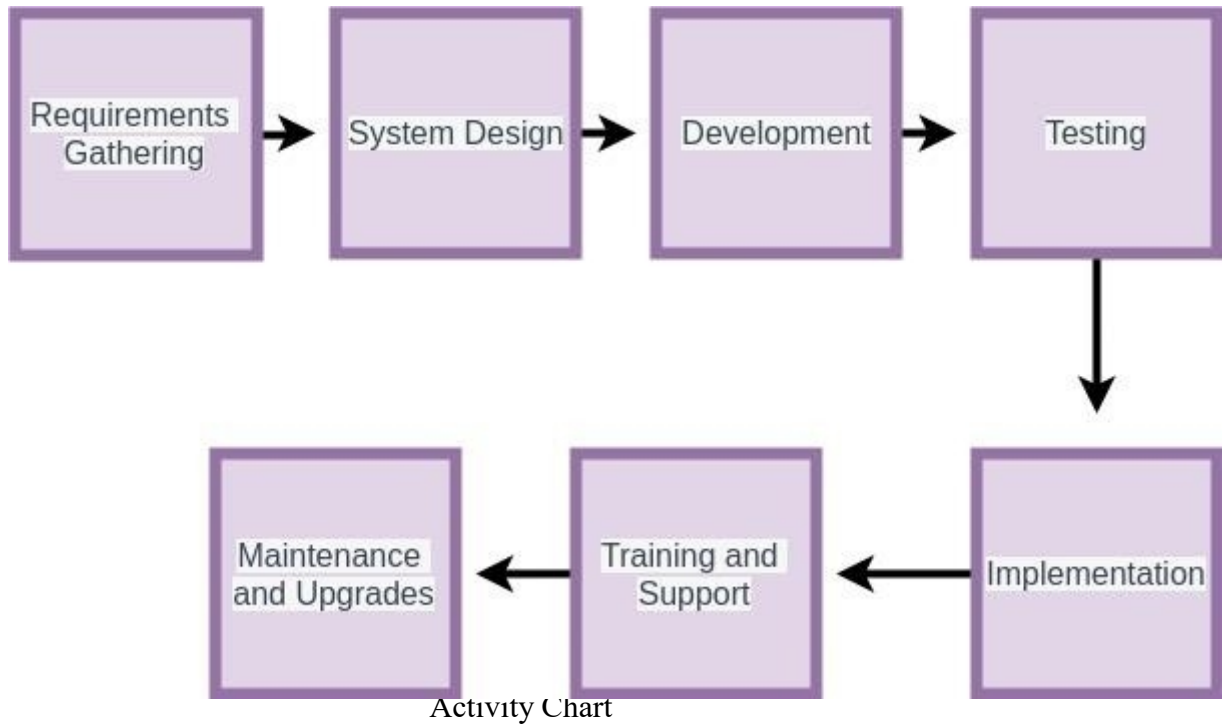 Requirements
Gathering
System Design
Development
Testing
Maintenance
and Upgrades
Training and
Support
Implementation
Activity Chart